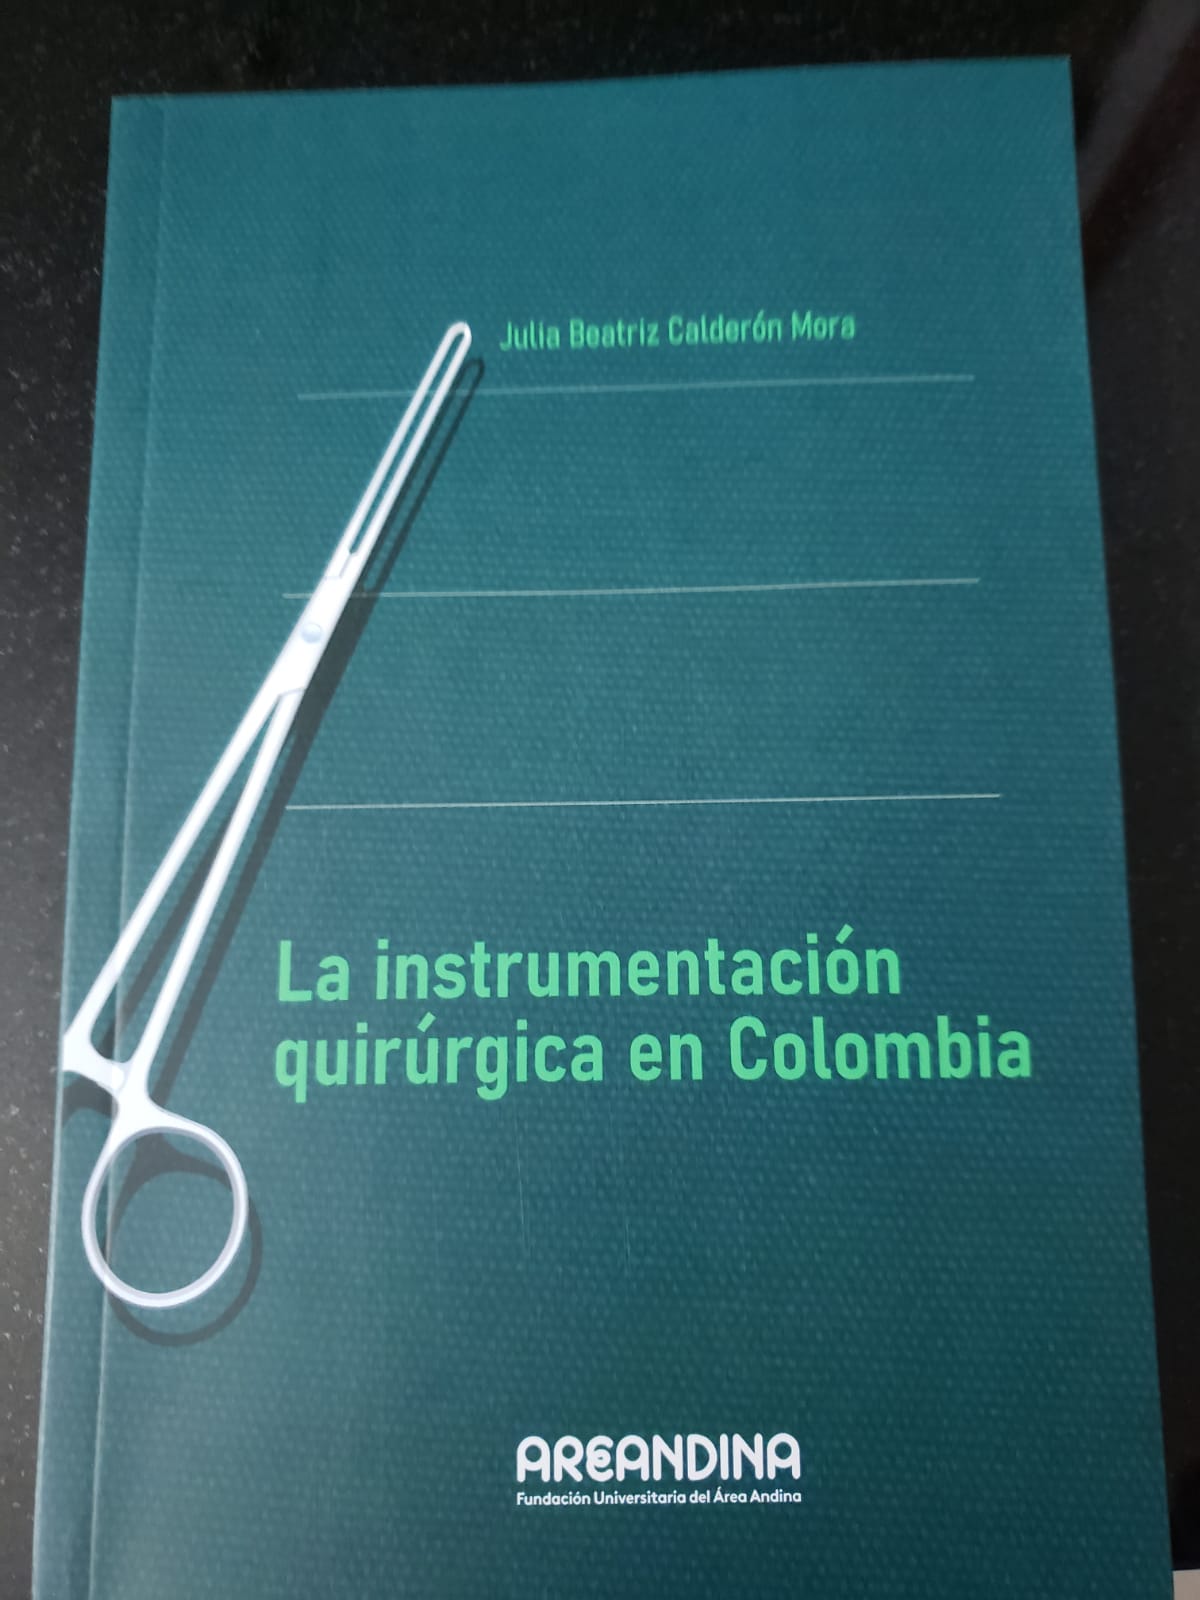 Julia Beatriz Calderón Mora
La instrumentación
quirúrgica en Colombia
AREANDINA
Fundación Universitaria del Área Andina